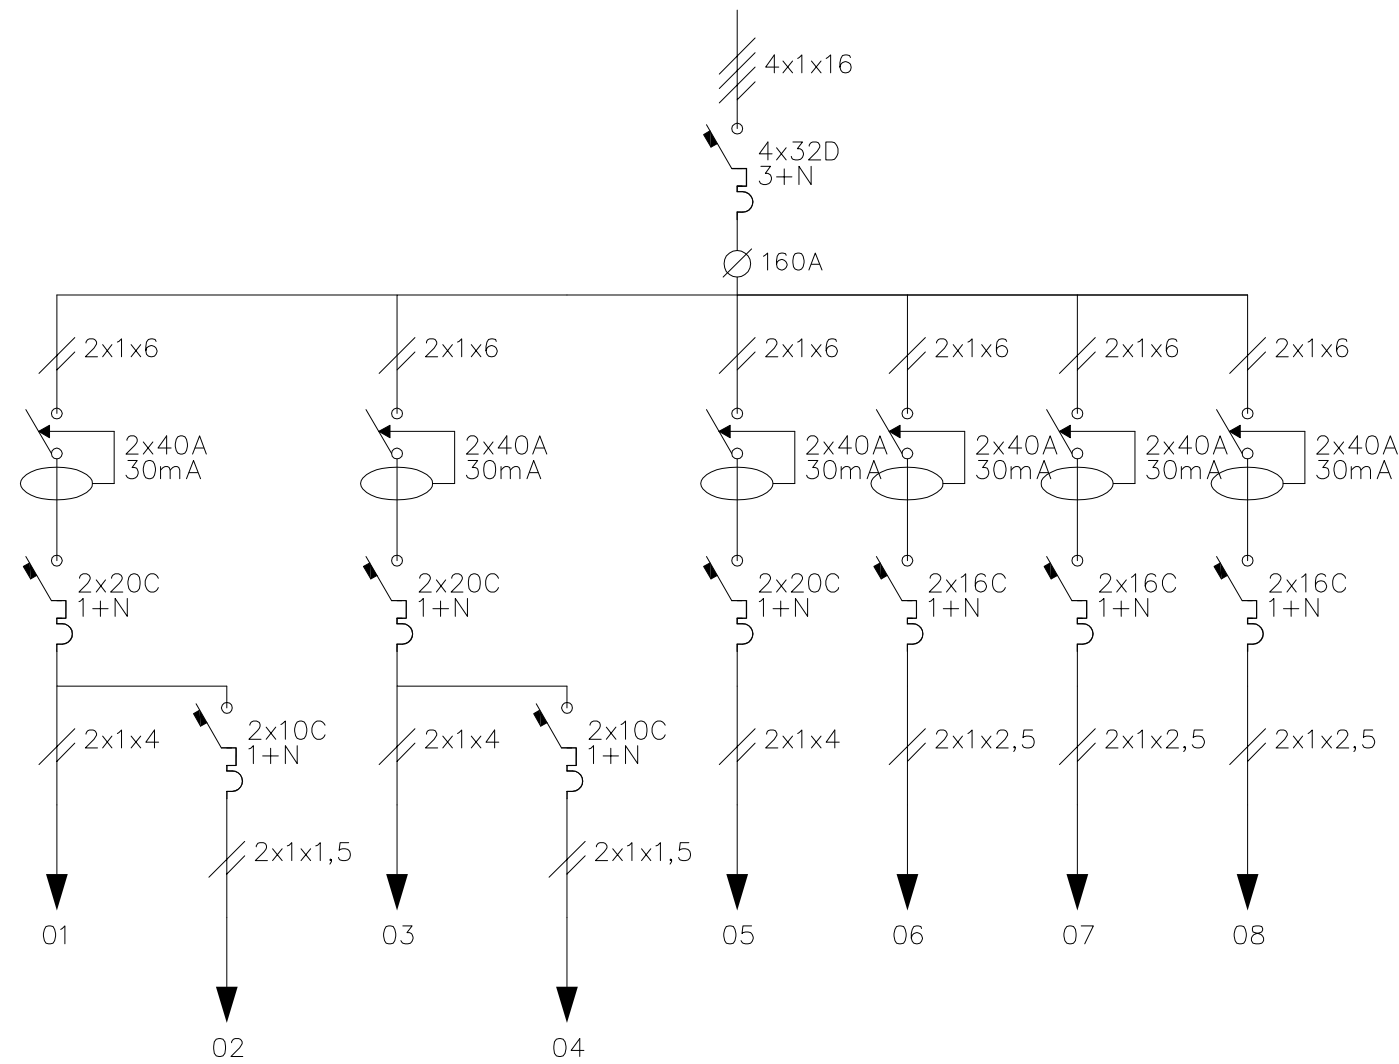 4x1x16
4x32D
3+N
160A
2x1x6
2x1x6
2x1x6
2x1x6
2x1x6
2x1x6
2x40A
30mA
2x40A
30mA
2x40A
30mA
2x40A
30mA
2x40A
30mA
2x40A
30mA
2x20C
1+N
2x20C
1+N
2x20C
1+N
2x16C
1+N
2x16C
1+N
2x16C
1+N
2x1x4
2x10C
1+N
2x1x4
2x10C
1+N
2x1x4
2x1x2,5
2x1x2,5
2x1x2,5
2x1x1,5
2x1x1,5
01
03
05
06
07
08
02
04